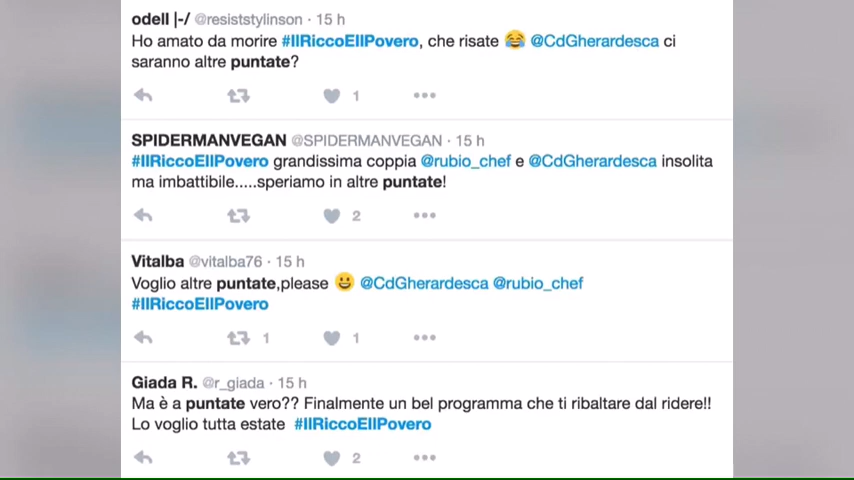 odell |-/ @resiststylinson · 15 h
Ho amato da morire #IlRiccoEIlPovero, che risate 😂 @CdGherardesca ci
saranno altre puntate?
1
SPIDERMANVEGAN @SPIDERMANVEGAN · 15 h
#IlRiccoEIlPovero grandissima coppia @rubio_chef e @CdGherardesca insolita
ma imbattibile.....speriamo in altre puntate!
2
Vitalba @vitalba76 · 15 h
Voglio altre puntate,please 😀 @CdGherardesca @rubio_chef
#IlRiccoEIlPovero
1 1
Giada R. @r_giada · 15 h
Ma è a puntate vero?? Finalmente un bel programma che ti ribaltare dal ridere!!
Lo voglio tutta estate #IlRiccoEIlPovero
2